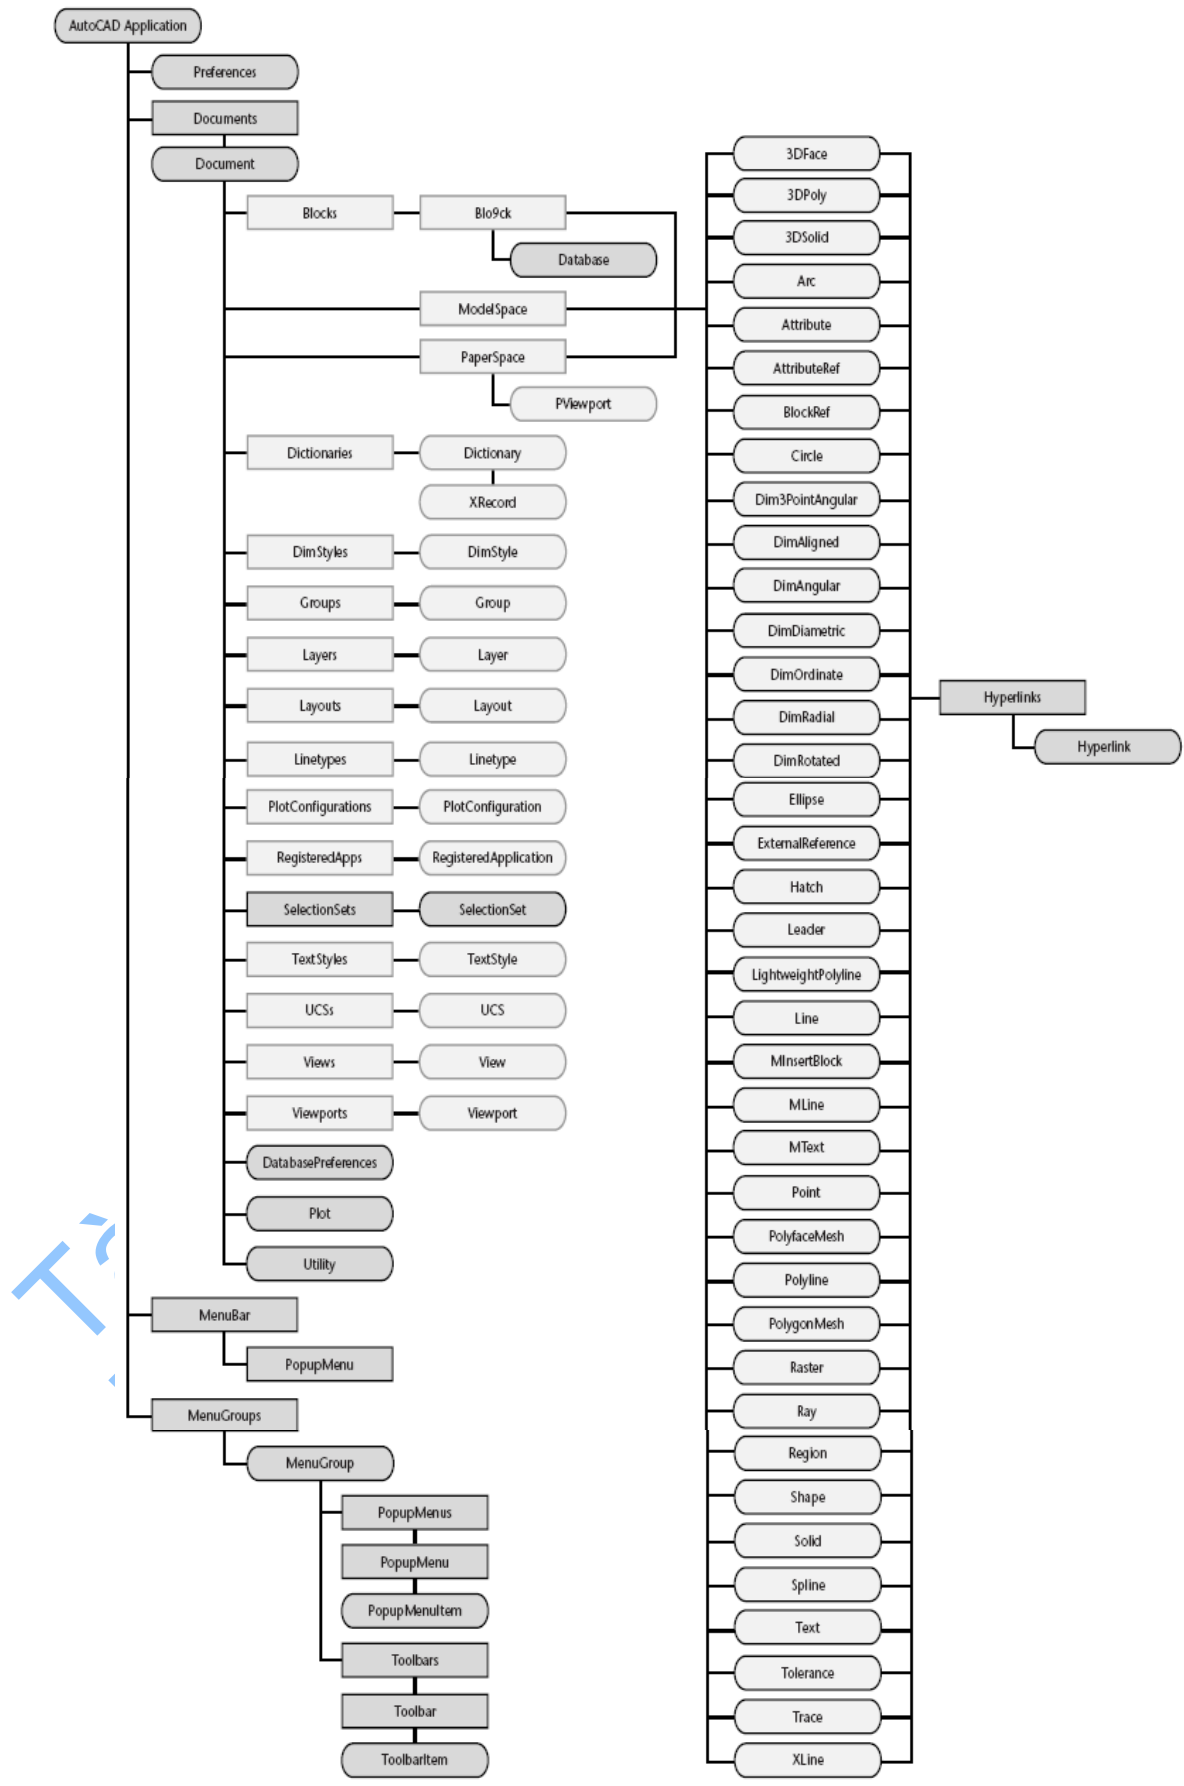 AutoCAD Application
Preferences
Documents
Document
Blocks
Blo9ck
Database
ModelSpace
PaperSpace
PViewport
Dictionaries
Dictionary
XRecord
DimStyles
DimStyle
Groups
Group
Layers
Layer
Layouts
Layout
Linetypes
Linetype
PlotConfigurations
PlotConfiguration
RegisteredApps
RegisteredApplication
SelectionSets
SelectionSet
TextStyles
TextStyle
UCSs
UCS
Views
View
Viewports
Viewport
DatabasePreferences
Plot
Utility
MenuBar
PopupMenu
MenuGroups
MenuGroup
PopupMenus
PopupMenu
PopupMenuItem
Toolbars
Toolbar
ToolbarItem
3DFace
3DPoly
3DSolid
Arc
Attribute
AttributeRef
BlockRef
Circle
Dim3PointAngular
DimAligned
DimAngular
DimDiametric
DimOrdinate
DimRadial
DimRotated
Ellipse
ExternalReference
Hatch
Leader
LightweightPolyline
Line
MInsertBlock
MLine
MText
Point
PolyfaceMesh
Polyline
PolygonMesh
Raster
Ray
Region
Shape
Solid
Spline
Text
Tolerance
Trace
XLine
Hyperlinks
Hyperlink